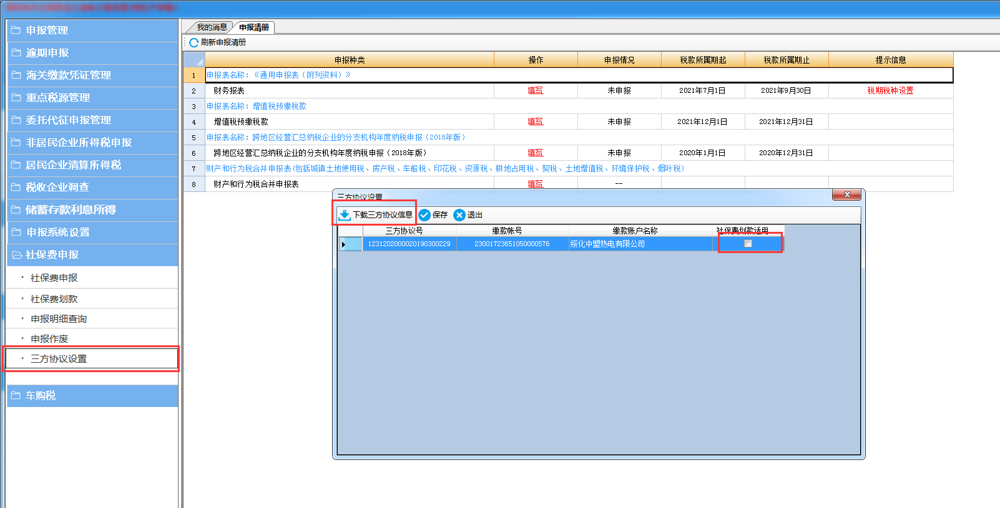 申报管理
逾期申报
海关缴款凭证管理
重点税源管理
委托代征申报管理
非居民企业所得税申报
居民企业清算所得税
税收企业调查
储蓄存款利息所得
申报系统设置
社保费申报
· 社保费申报
· 社保费划款
· 申报明细查询
· 申报作废
· 三方协议设置
车购税
我的消息 申报清册
刷新申报清册
申报种类 操作 申报情况 税款所属期起 税款所属期止 提示信息
1 申报表名称：《通用申报表（附列资料）》
2 财务报表 填写 未申报 2021年7月1日 2021年9月30日 税期税种设置
3 申报表名称：增值税预缴税款
4 增值税预缴税款 填写 未申报 2021年12月1日 2021年12月31日
5 申报表名称：跨地区经营汇总纳税企业的分支机构年度纳税申报（2018年版）
6 跨地区经营汇总纳税企业的分支机构年度纳税申报（2018年版） 填写 未申报 2020年1月1日 2020年12月31日
7 财产和行为税合并申报表(包括城镇土地使用税、房产税、车船税、印花税、资源税、耕地占用税、契税、土地增值税、环境保护税、烟叶税)
8 财产和行为税合并申报表 填写 --
三方协议设置
下载三方协议信息 保存 退出
三方协议号 缴款帐号 缴款账户名称 社保费划款适用
1231202000020190300229 23001723651050000576 绥化中盟热电有限公司